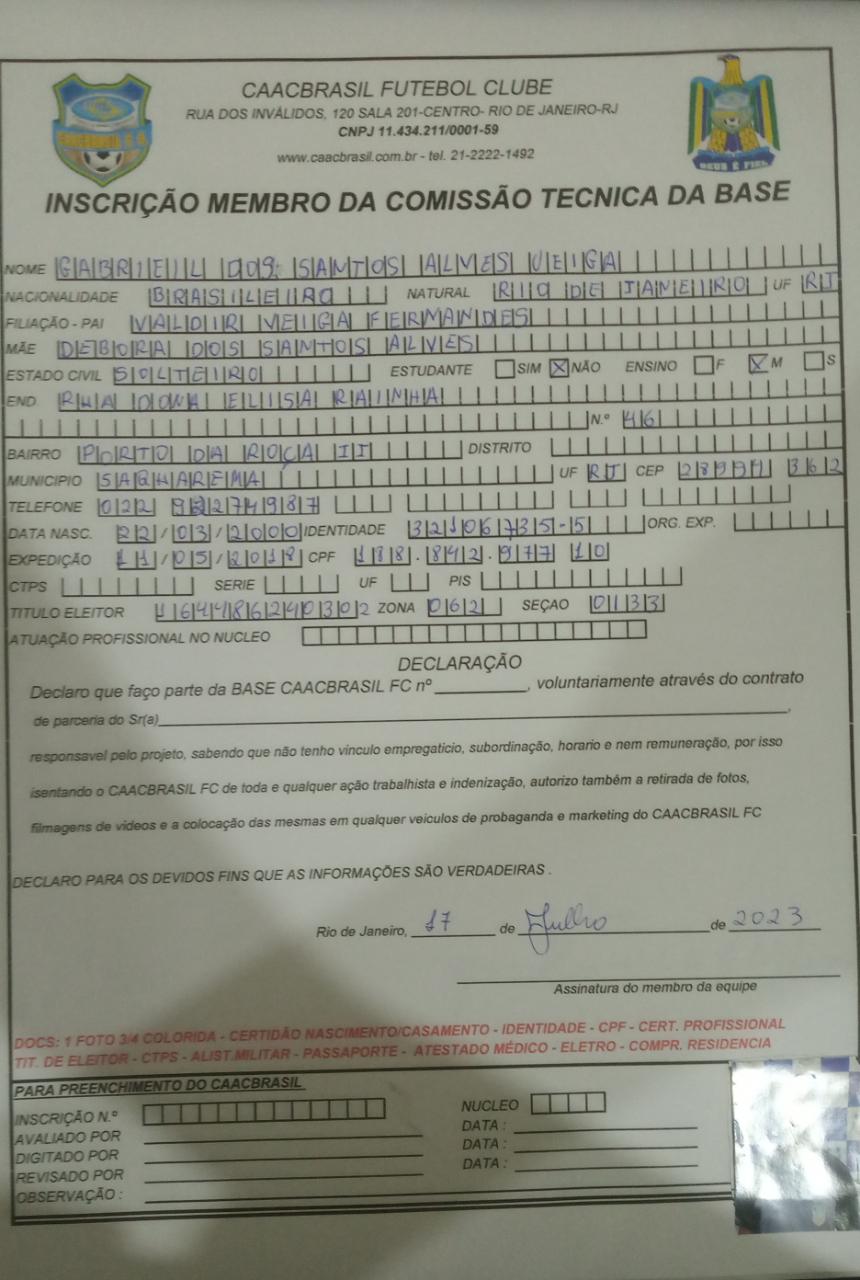 CAACBRASIL FUTEBOL CLUBE
RUA DOS INVÁLIDOS, 120 SALA 201-CENTRO- RIO DE JANEIRO-RJ
CNPJ 11.434.211/0001-59
www.caacbrasil.com.br - tel. 21-2222-1492
DEUS É FIEL
INSCRIÇÃO MEMBRO DA COMISSÃO TECNICA DA BASE
NOME GABRIEL DOS SANTOS ALVES VEIGA
NACIONALIDADE BRASILEIRO NATURAL RIO DE JANEIRO UF RJ
FILIAÇÃO - PAI VALDIR VEIGA FERNANDES
MÃE DEBORA DOS SANTOS ALVES
ESTADO CIVIL SOLTEIRO ESTUDANTE SIM X NÃO ENSINO F X M S
END. RUA DONA ELISA RAINHA
N.º 46
BAIRRO PORTO DA ROÇA II DISTRITO
MUNICIPIO SAQUAREMA UF RJ CEP 362
TELEFONE 022
DATA NASC. 22/03/2000 IDENTIDADE 32106735-5 ORG. EXP.
EXPEDIÇÃO 11/05/2018 CPF 188.842.977 10
CTPS SERIE UF PIS
TITULO ELEITOR 164486240302 ZONA 062 SEÇAO 0133
ATUAÇÃO PROFISSIONAL NO NUCLEO
DECLARAÇÃO
Declaro que faço parte da BASE CAACBRASIL FC nº , voluntariamente através do contrato
de parceria do Sr(a) ,
responsavel pelo projeto, sabendo que não tenho vinculo empregaticio, subordinação, horario e nem remuneração, por isso
isentando o CAACBRASIL FC de toda e qualquer ação trabalhista e indenização, autorizo também a retirada de fotos,
filmagens de videos e a colocação das mesmas em qualquer veiculos de probaganda e marketing do CAACBRASIL FC
DECLARO PARA OS DEVIDOS FINS QUE AS INFORMAÇÕES SÃO VERDADEIRAS .
Rio de Janeiro, 17 de Julho de 2023
Assinatura do membro da equipe
DOCS: 1 FOTO 3/4 COLORIDA - CERTIDÃO NASCIMENTO/CASAMENTO - IDENTIDADE - CPF - CERT. PROFISSIONAL
TIT. DE ELEITOR - CTPS - ALIST.MILITAR - PASSAPORTE - ATESTADO MÉDICO - ELETRO - COMPR. RESIDENCIA
PARA PREENCHIMENTO DO CAACBRASIL
INSCRIÇÃO N.º NUCLEO
AVALIADO POR DATA :
DIGITADO POR DATA :
REVISADO POR DATA :
OBSERVAÇÃO :